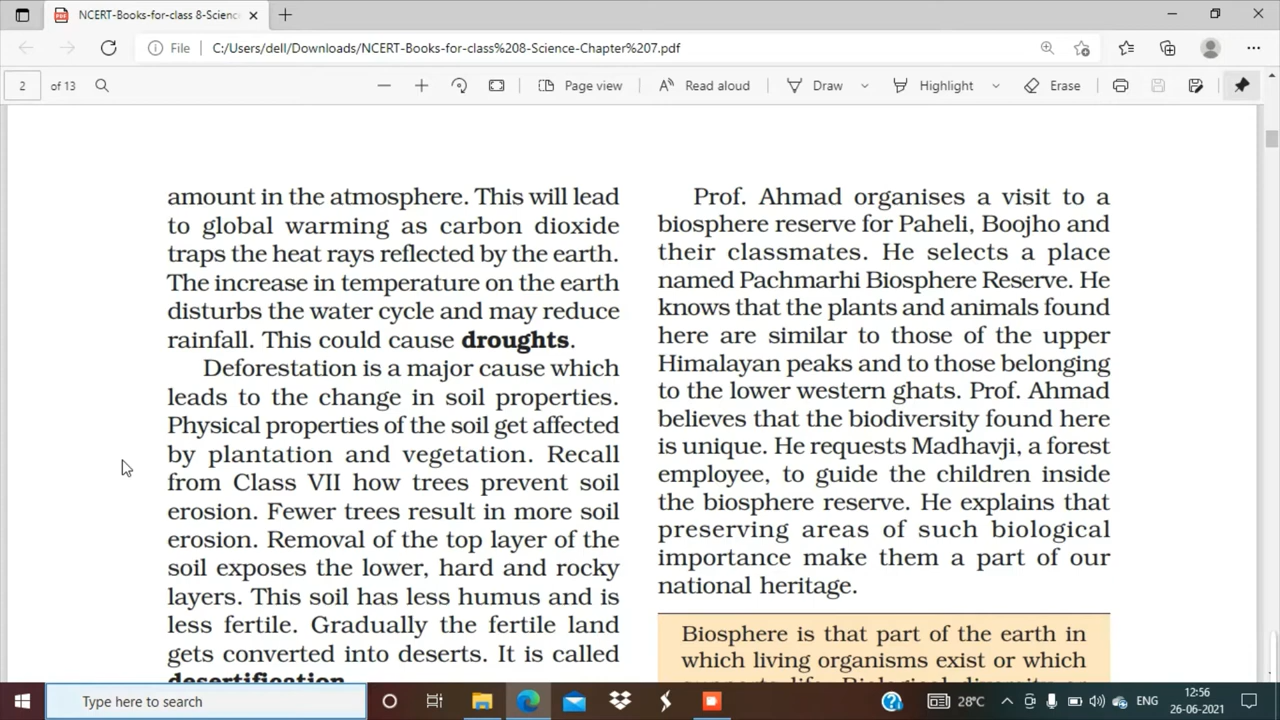 NCERT-Books-for-class 8-Science
File
C:/Users/dell/Downloads/NCERT-Books-for-class%208-Science-Chapter%207.pdf
2 of 13
Page view
Read aloud
Draw
Highlight
Erase
amount in the atmosphere. This will lead
to global warming as carbon dioxide
traps the heat rays reflected by the earth.
The increase in temperature on the earth
disturbs the water cycle and may reduce
rainfall. This could cause droughts.
Deforestation is a major cause which
leads to the change in soil properties.
Physical properties of the soil get affected
by plantation and vegetation. Recall
from Class VII how trees prevent soil
erosion. Fewer trees result in more soil
erosion. Removal of the top layer of the
soil exposes the lower, hard and rocky
layers. This soil has less humus and is
less fertile. Gradually the fertile land
gets converted into deserts. It is called
desertification
Prof. Ahmad organises a visit to a
biosphere reserve for Paheli, Boojho and
their classmates. He selects a place
named Pachmarhi Biosphere Reserve. He
knows that the plants and animals found
here are similar to those of the upper
Himalayan peaks and to those belonging
to the lower western ghats. Prof. Ahmad
believes that the biodiversity found here
is unique. He requests Madhavji, a forest
employee, to guide the children inside
the biosphere reserve. He explains that
preserving areas of such biological
importance make them a part of our
national heritage.
Biosphere is that part of the earth in
which living organisms exist or which
Type here to search
28°C
ENG
12:56
26-06-2021